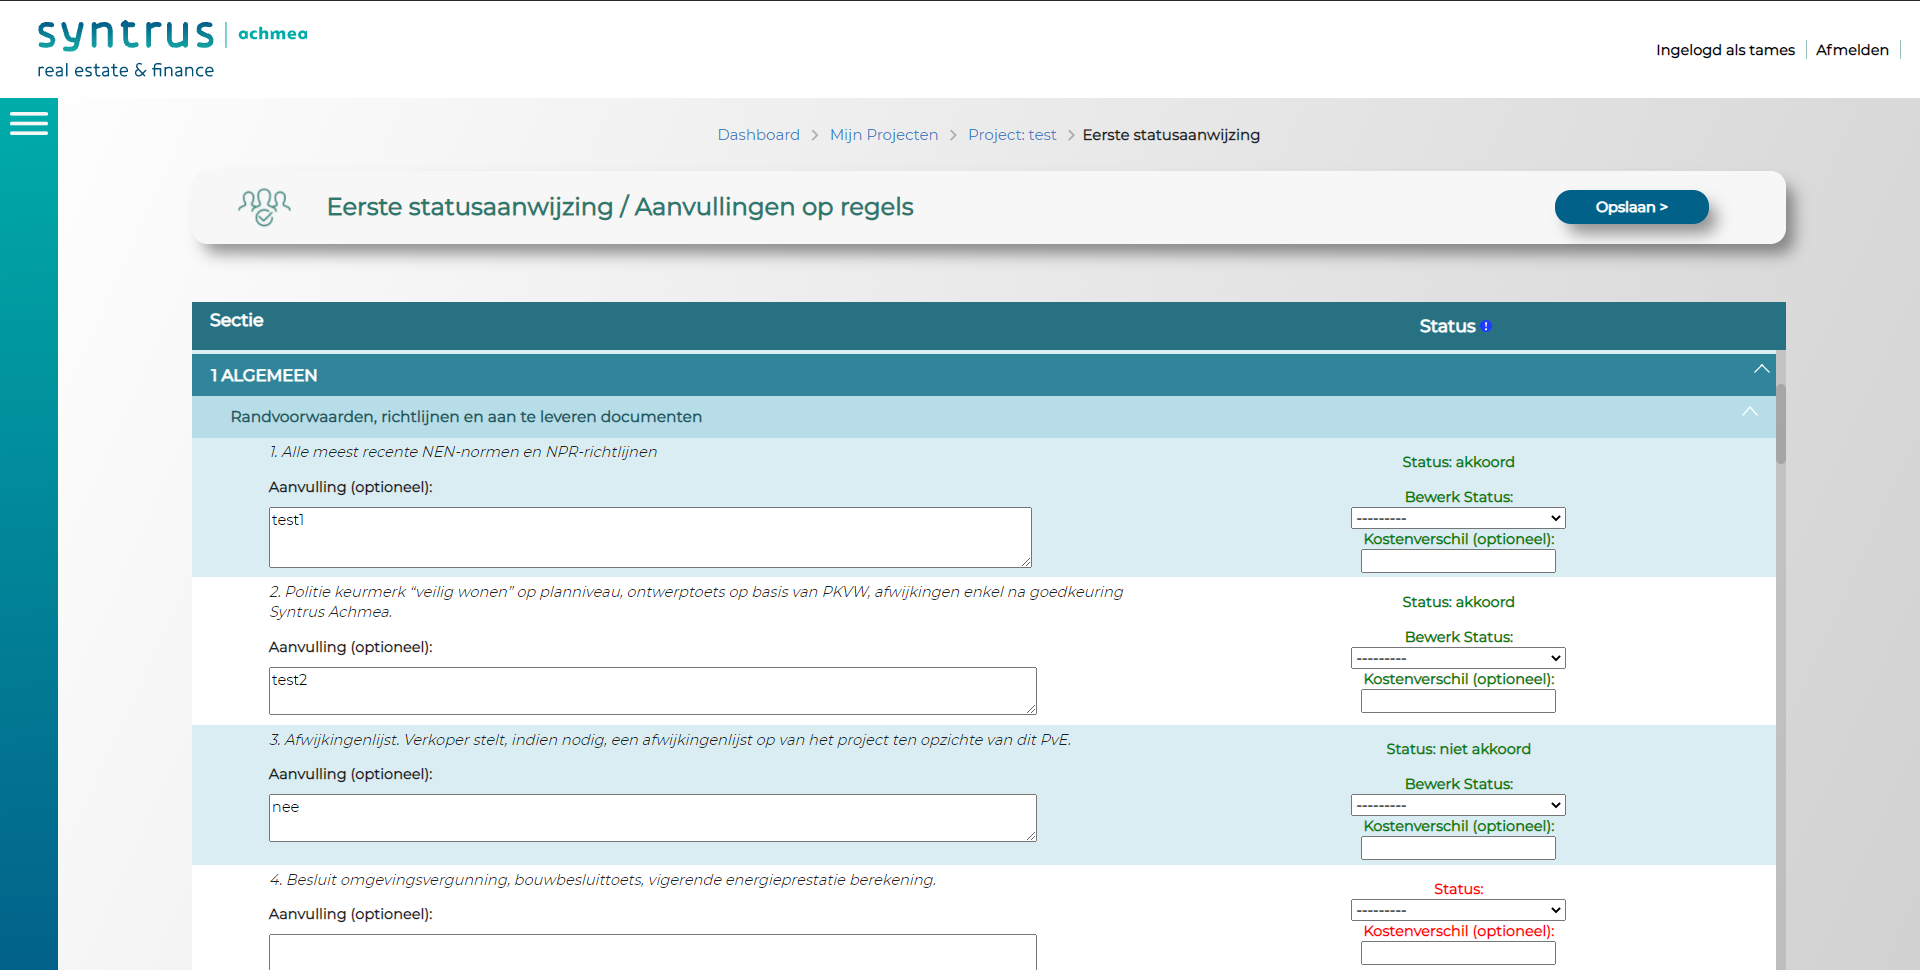 syntrus achmea
real estate & finance
Ingelogd als tames Afmelden
Dashboard > Mijn Projecten > Project: test > Eerste statusaanwijzing
Eerste statusaanwijzing / Aanvullingen op regels
Opslaan >
Sectie
Status !
1 ALGEMEEN
Randvoorwaarden, richtlijnen en aan te leveren documenten
1. Alle meest recente NEN-normen en NPR-richtlijnen
Status: akkoord
Aanvulling (optioneel):
Bewerk Status:
test1
---------
Kostenverschil (optioneel):
2. Politie keurmerk “veilig wonen” op planniveau, ontwerptoets op basis van PKVW, afwijkingen enkel na goedkeuring
Syntrus Achmea.
Status: akkoord
Aanvulling (optioneel):
Bewerk Status:
test2
---------
Kostenverschil (optioneel):
3. Afwijkingenlijst. Verkoper stelt, indien nodig, een afwijkingenlijst op van het project ten opzichte van dit PvE.
Status: niet akkoord
Aanvulling (optioneel):
Bewerk Status:
nee
---------
Kostenverschil (optioneel):
4. Besluit omgevingsvergunning, bouwbesluittoets, vigerende energieprestatie berekening.
Status:
Aanvulling (optioneel):
---------
Kostenverschil (optioneel):